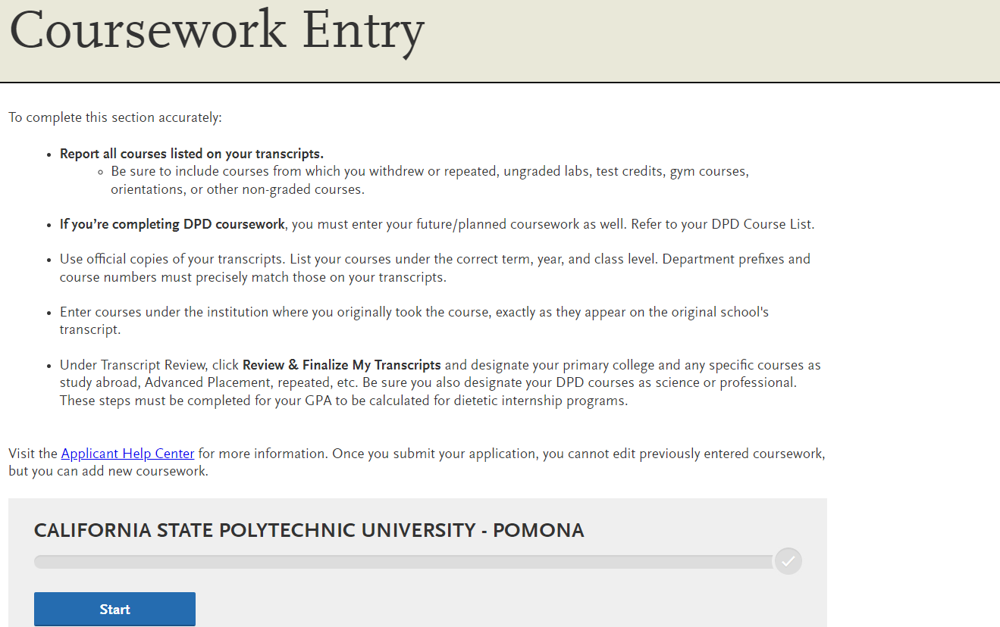 Coursework Entry
To complete this section accurately:
Report all courses listed on your transcripts.
Be sure to include courses from which you withdrew or repeated, ungraded labs, test credits, gym courses,
orientations, or other non-graded courses.
If you’re completing DPD coursework, you must enter your future/planned coursework as well. Refer to your DPD Course List.
Use official copies of your transcripts. List your courses under the correct term, year, and class level. Department prefixes and
course numbers must precisely match those on your transcripts.
Enter courses under the institution where you originally took the course, exactly as they appear on the original school's
transcript.
Under Transcript Review, click Review & Finalize My Transcripts and designate your primary college and any specific courses as
study abroad, Advanced Placement, repeated, etc. Be sure you also designate your DPD courses as science or professional.
These steps must be completed for your GPA to be calculated for dietetic internship programs.
Visit the Applicant Help Center for more information. Once you submit your application, you cannot edit previously entered coursework,
but you can add new coursework.
CALIFORNIA STATE POLYTECHNIC UNIVERSITY - POMONA
Start